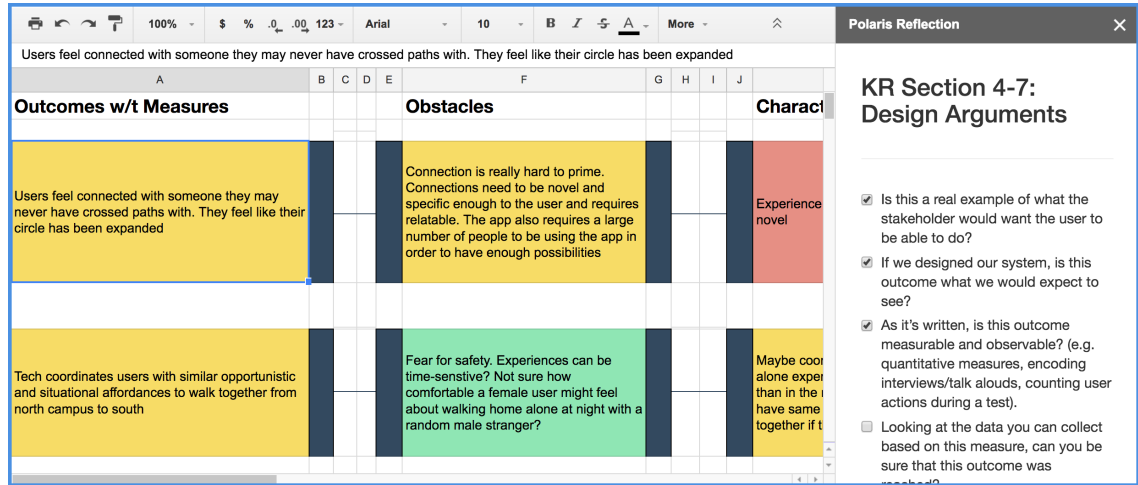 100% $ % .0 .00 123 Arial 10 B I S A More
Polaris Reflection
Users feel connected with someone they may never have crossed paths with. They feel like their circle has been expanded
A B C D E F G H I J
Outcomes w/t Measures
Obstacles
Charact
Users feel connected with someone they may
never have crossed paths with. They feel like their
circle has been expanded
Connection is really hard to prime.
Connections need to be novel and
specific enough to the user and requires
relatable. The app also requires a large
number of people to be using the app in
order to have enough possibilities
Experience
novel
Tech coordinates users with similar opportunistic
and situational affordances to walk together from
north campus to south
Fear for safety. Experiences can be
time-senstive? Not sure how
comfortable a female user might feel
about walking home alone at night with a
random male stranger?
Maybe coor
alone exper
than in the
have same
together if t
KR Section 4-7:
Design Arguments
Is this a real example of what the
stakeholder would want the user to
be able to do?
If we designed our system, is this
outcome what we would expect to
see?
As it's written, is this outcome
measurable and observable? (e.g.
quantitative measures, encoding
interviews/talk alouds, counting user
actions during a test).
Looking at the data you can collect
based on this measure, can you be
sure that this outcome was
reached?